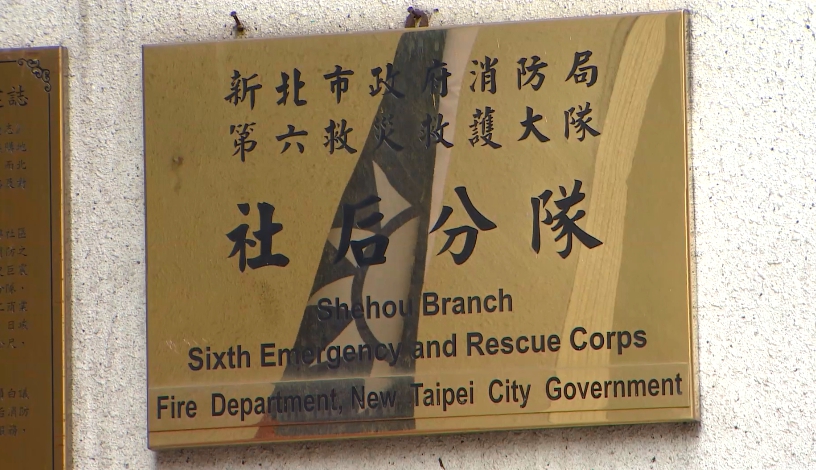 新北市政府消防局
第六救災救護大隊
社后分隊
Shehou Branch
Sixth Emergency and Rescue Corps
Fire Department, New Taipei City Government
誌